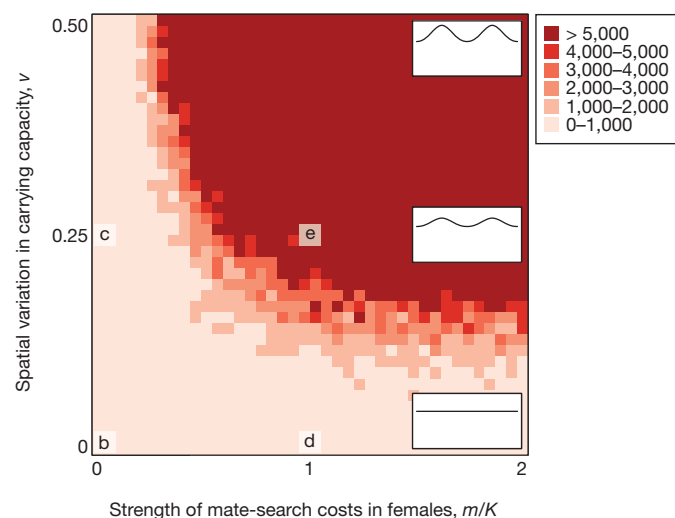 0.50
> 5,000
4,000–5,000
3,000–4,000
2,000–3,000
1,000–2,000
0–1,000
Spatial variation in carrying capacity, v
0.25
c
e
b
d
0
0
1
2
Strength of mate-search costs in females, m/K